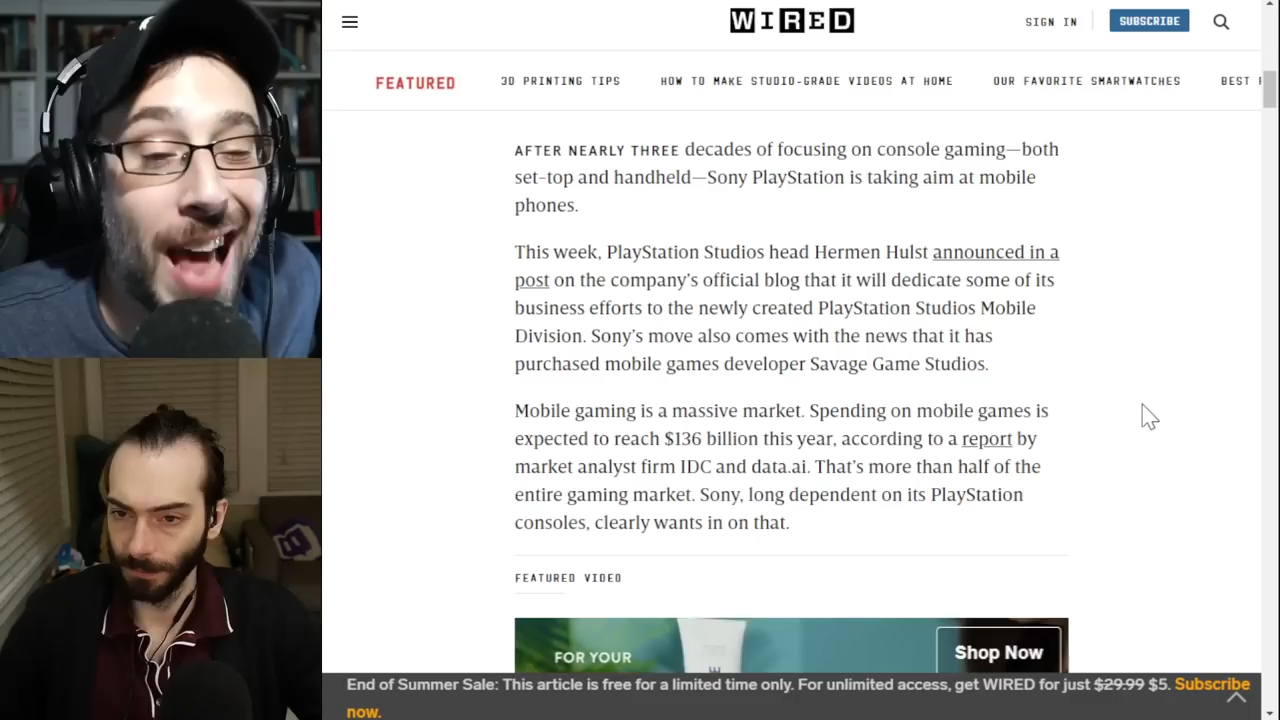 WIRED
SIGN IN
SUBSCRIBE
FEATURED
3D PRINTING TIPS
HOW TO MAKE STUDIO-GRADE VIDEOS AT HOME
OUR FAVORITE SMARTWATCHES
BEST
AFTER NEARLY THREE decades of focusing on console gaming—both
set-top and handheld—Sony PlayStation is taking aim at mobile
phones.
This week, PlayStation Studios head Hermen Hulst announced in a
post on the company's official blog that it will dedicate some of its
business efforts to the newly created PlayStation Studios Mobile
Division. Sony's move also comes with the news that it has
purchased mobile games developer Savage Game Studios.
Mobile gaming is a massive market. Spending on mobile games is
expected to reach $136 billion this year, according to a report by
market analyst firm IDC and data.ai. That's more than half of the
entire gaming market. Sony, long dependent on its PlayStation
consoles, clearly wants in on that.
FEATURED VIDEO
FOR YOUR
Shop Now
End of Summer Sale: This article is free for a limited time only. For unlimited access, get WIRED for just $29.99 $5. Subscribe
now.